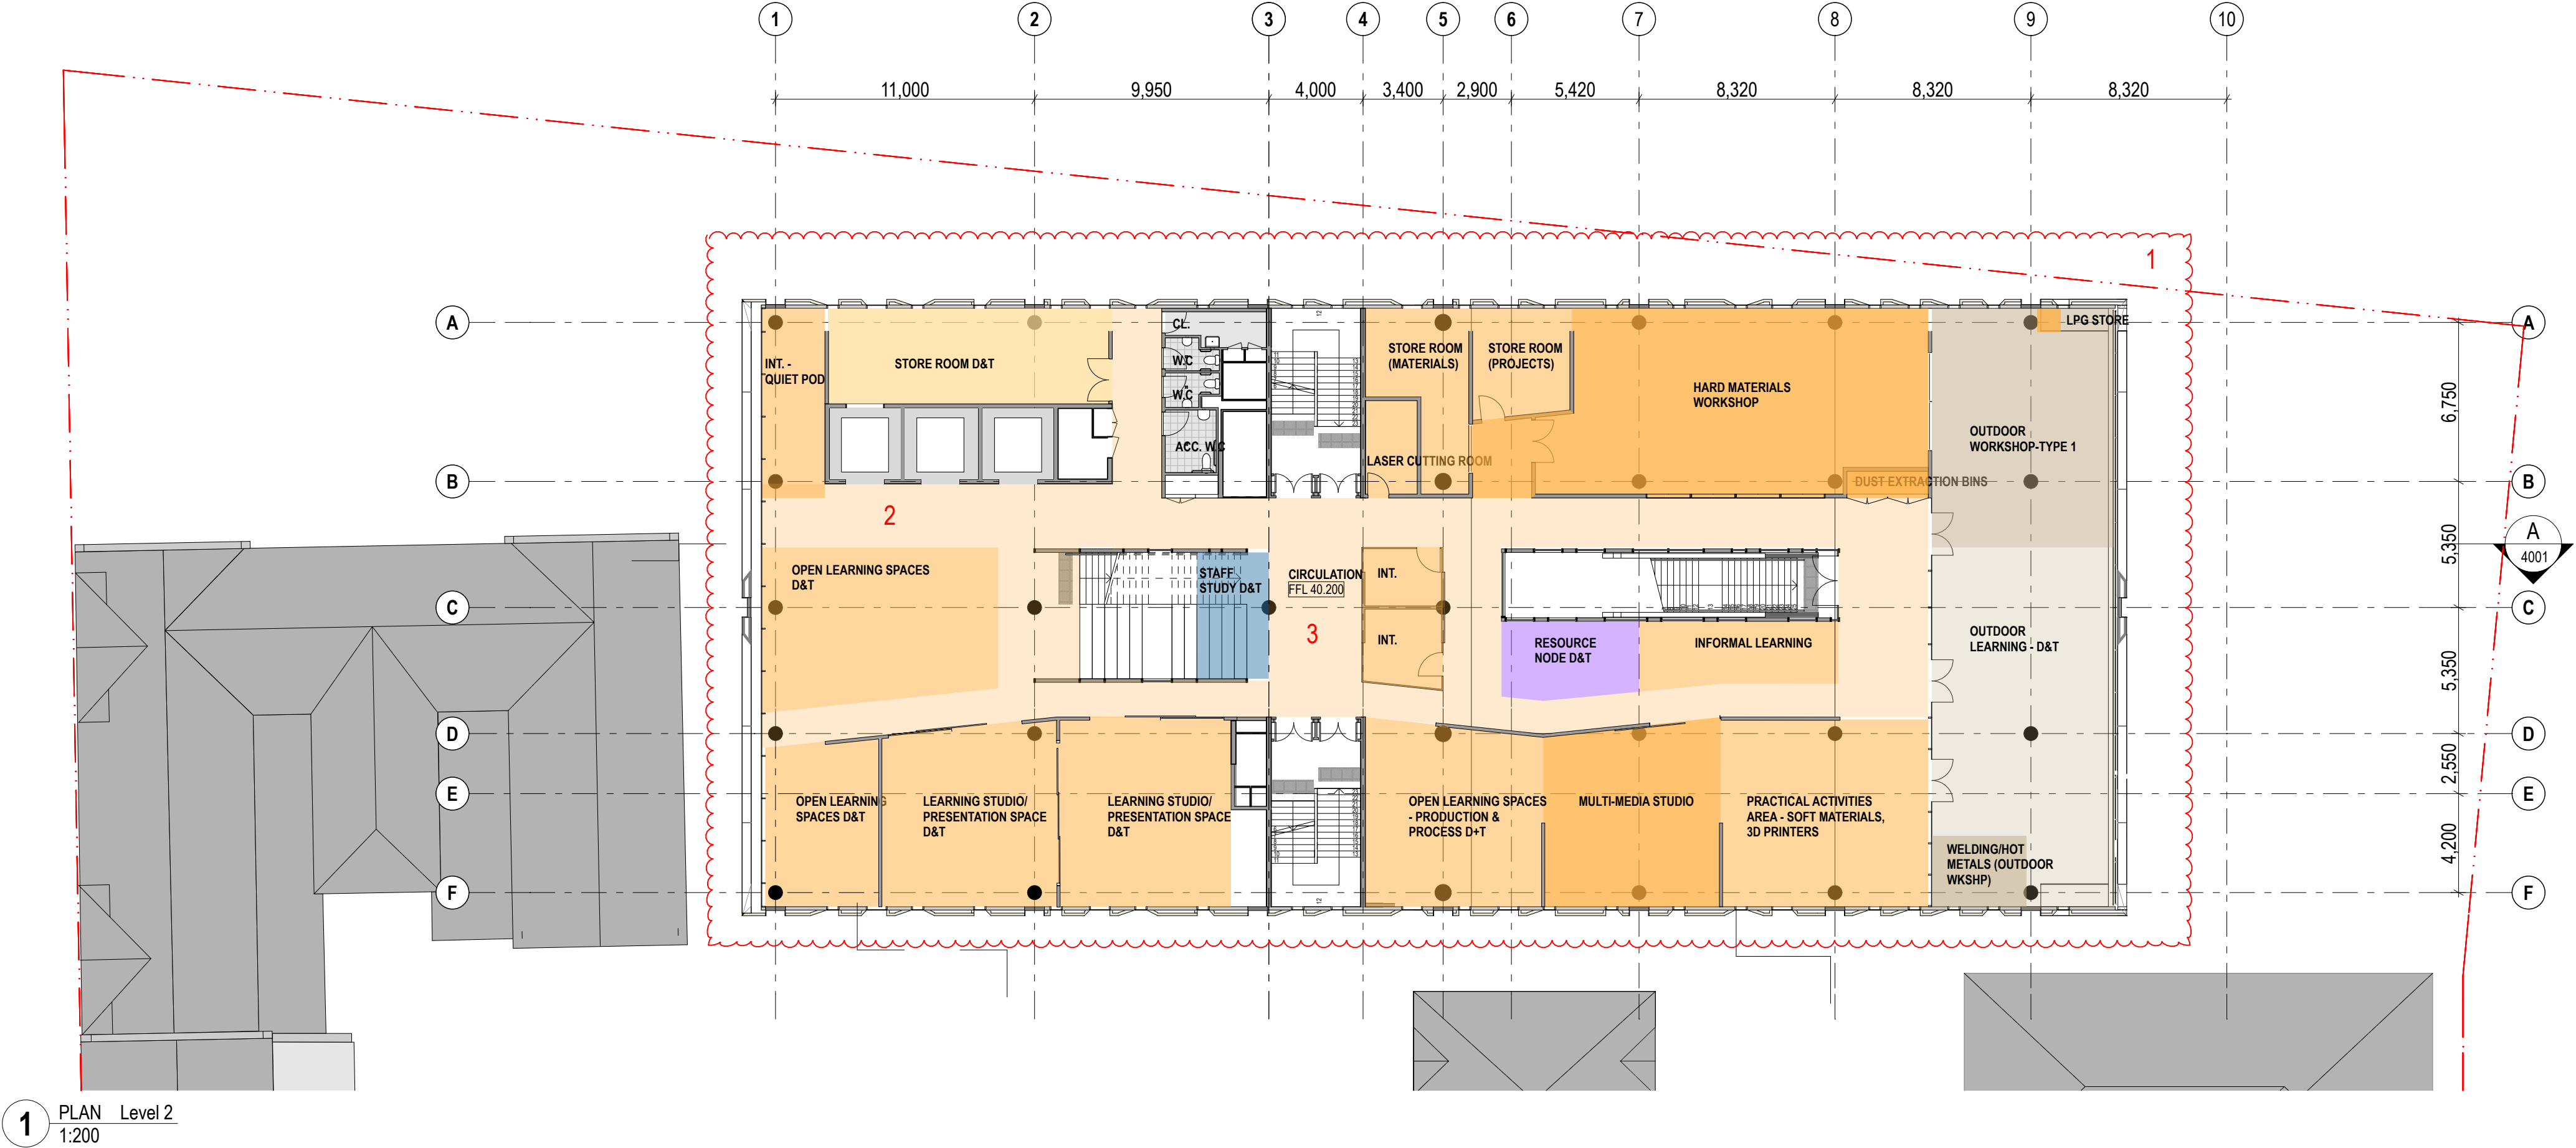 1 2 3 4 5 6 7 8 9 10
11,000 9,950 4,000 3,400 2,900 5,420 8,320 8,320 8,320
1
A
A
CL.
LPG STORE
INT. -
QUIET POD
STORE ROOM D&T
W.C
W.C
ACC. W.C
STORE ROOM
(MATERIALS)
STORE ROOM
(PROJECTS)
HARD MATERIALS
WORKSHOP
OUTDOOR
WORKSHOP-TYPE 1
6,750
LASER CUTTING ROOM
DUST EXTRACTION BINS
B
B
2
A
4001
5,350
OPEN LEARNING SPACES
D&T
STAFF
STUDY D&T
CIRCULATION
FFL 40.200
INT.
INT.
C
C
3
RESOURCE
NODE D&T
INFORMAL LEARNING
OUTDOOR
LEARNING - D&T
5,350
D
D
2,550
E
E
OPEN LEARNING
SPACES D&T
LEARNING STUDIO/
PRESENTATION SPACE
D&T
LEARNING STUDIO/
PRESENTATION SPACE
D&T
OPEN LEARNING SPACES
- PRODUCTION &
PROCESS D+T
MULTI-MEDIA STUDIO
PRACTICAL ACTIVITIES
AREA - SOFT MATERIALS,
3D PRINTERS
WELDING/HOT
METALS (OUTDOOR
WKSHP)
4,200
F
F
1
PLAN Level 2
1:200